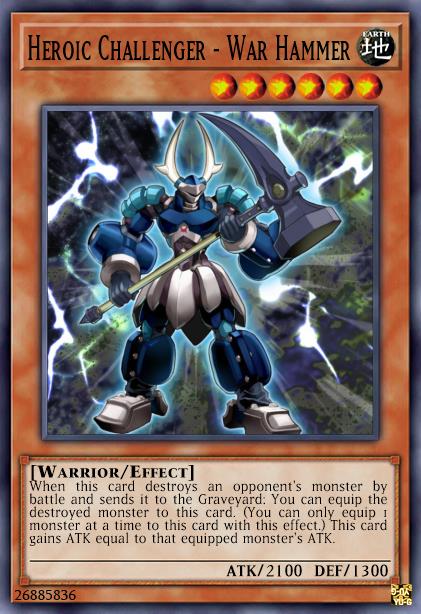 Heroic Challenger - War Hammer
EARTH
地
[Warrior/Effect]
When this card destroys an opponent's monster by
battle and sends it to the Graveyard: You can equip the
destroyed monster to this card. (You can only equip 1
monster at a time to this card with this effect.) This card
gains ATK equal to that equipped monster's ATK.
ATK/2100 DEF/1300
26885836